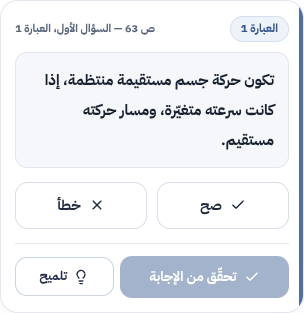 العبارة 1
ص 63 — السؤال الأول، العبارة 1
تكون حركة جسم مستقيمة منتظمة، إذا
كانت سرعته متغيّرة، ومسار حركته
مستقيم.
صح
خطأ
تحقّق من الإجابة
تلميح